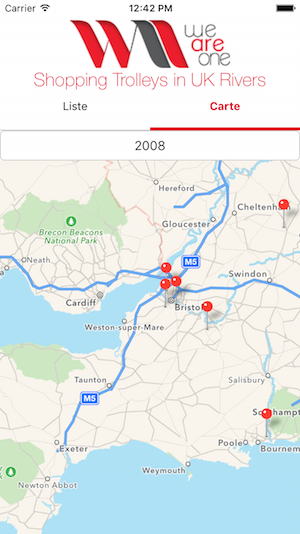 Carrier 12:42 PM
we
are
one
Shopping Trolleys in UK Rivers
Liste Carte
2008
Hereford
Cheltenha
Brecon Beacons
National Park
Gloucester
Neath
M5
Swindon
Cardiff
Bristo
Weston-super-Mare
Salisbury
Taunton
M5
Southampt
Exeter
Poole
Bournem
Weymouth
Newton Abbot